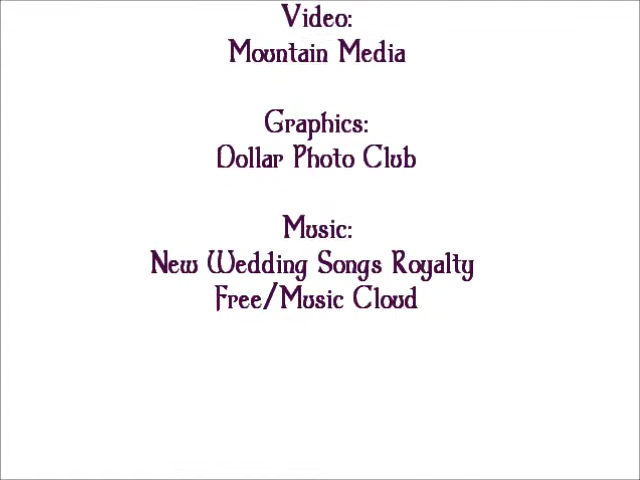 Video:
Mountain Media
Graphics:
Dollar Photo Club
Music:
New Wedding Songs Royalty
Free/Music Cloud